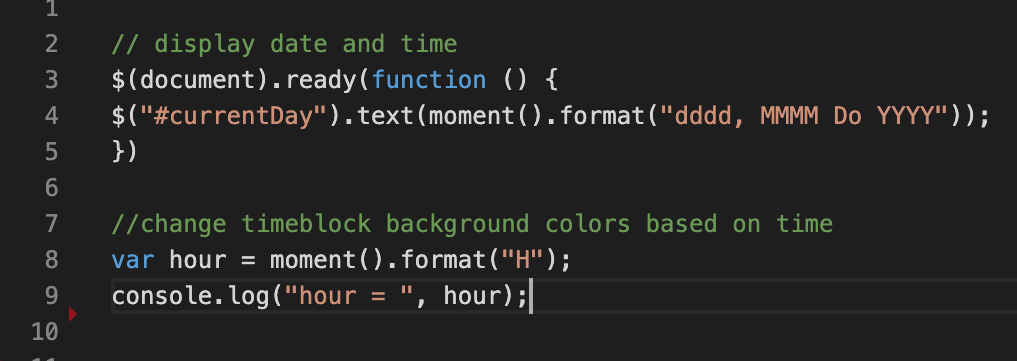 1
2 // display date and time
3 $(document).ready(function () {
4 $("#currentDay").text(moment().format("dddd, MMMM Do YYYY"));
5 })
6
7 //change timeblock background colors based on time
8 var hour = moment().format("H");
9 console.log("hour = ", hour);
10